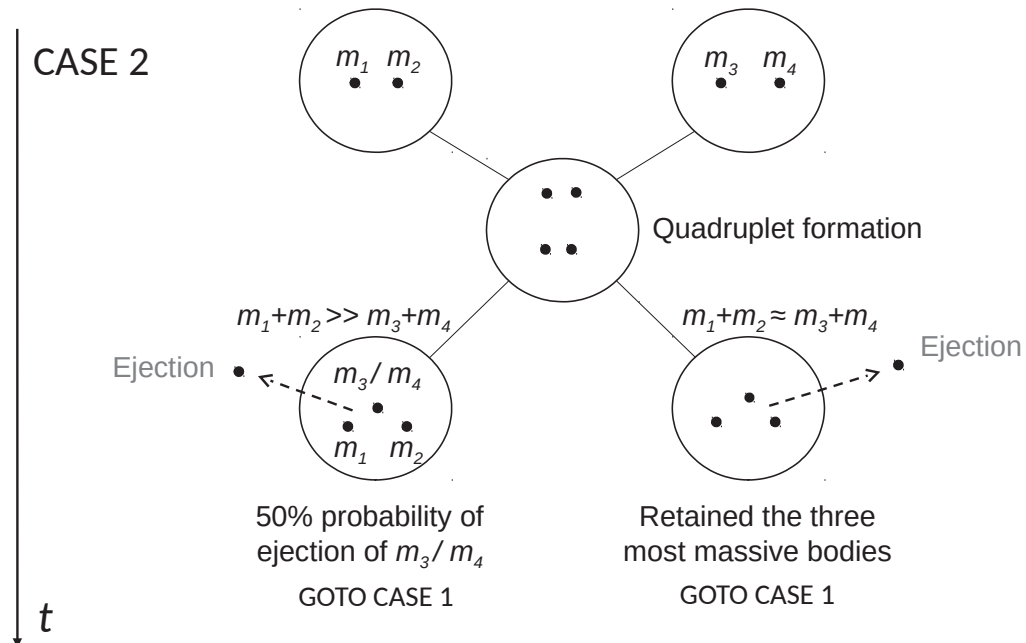 CASE 2
m₁ m₂
m₃ m₄
Quadruplet formation
m₁+m₂ >> m₃+m₄
m₁+m₂ ≈ m₃+m₄
Ejection
Ejection
m₃ / m₄
m₁ m₂
50% probability of
ejection of m₃ / m₄
GOTO CASE 1
Retained the three
most massive bodies
GOTO CASE 1
t